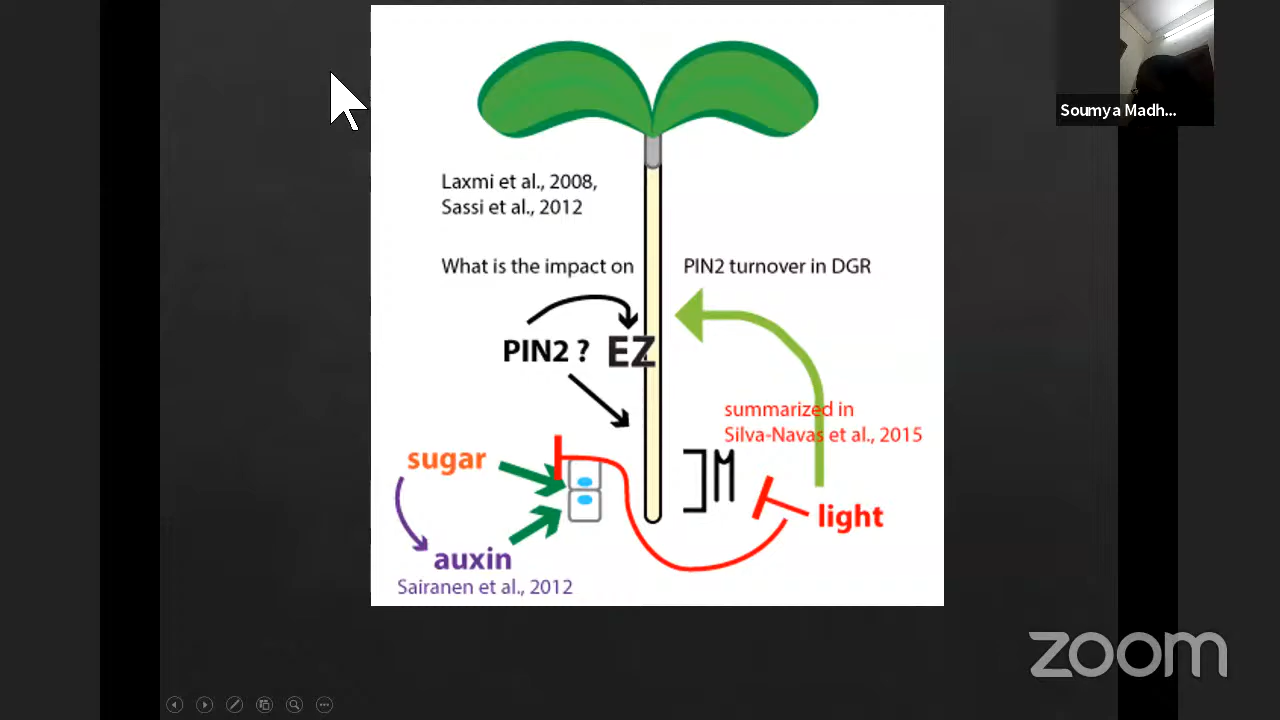 Soumya Madh...
Laxmi et al., 2008,
Sassi et al., 2012
What is the impact on
PIN2 turnover in DGR
PIN2 ?
EZ
summarized in
Silva-Navas et al., 2015
sugar
M
light
auxin
Sairanen et al., 2012
zoom